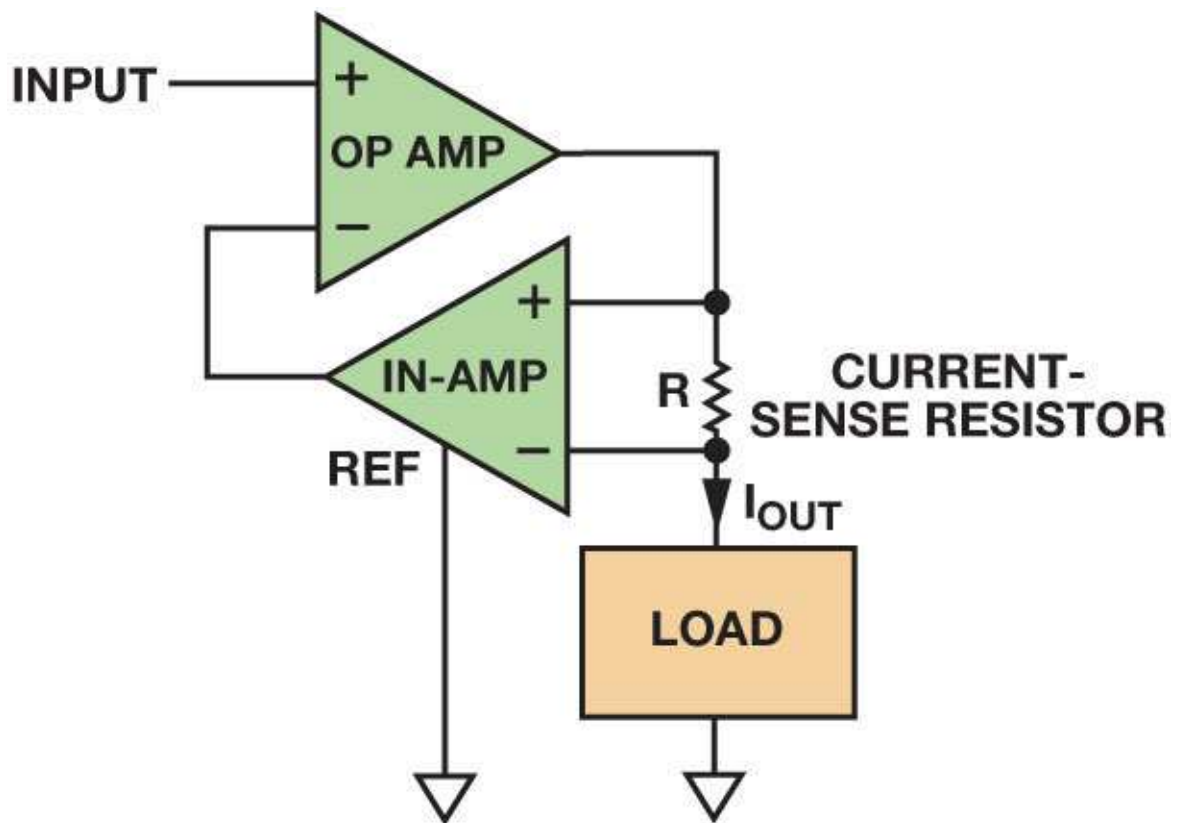 INPUT
+
OP AMP
−
+
IN-AMP
−
REF
R
CURRENT-
SENSE RESISTOR
IOUT
LOAD